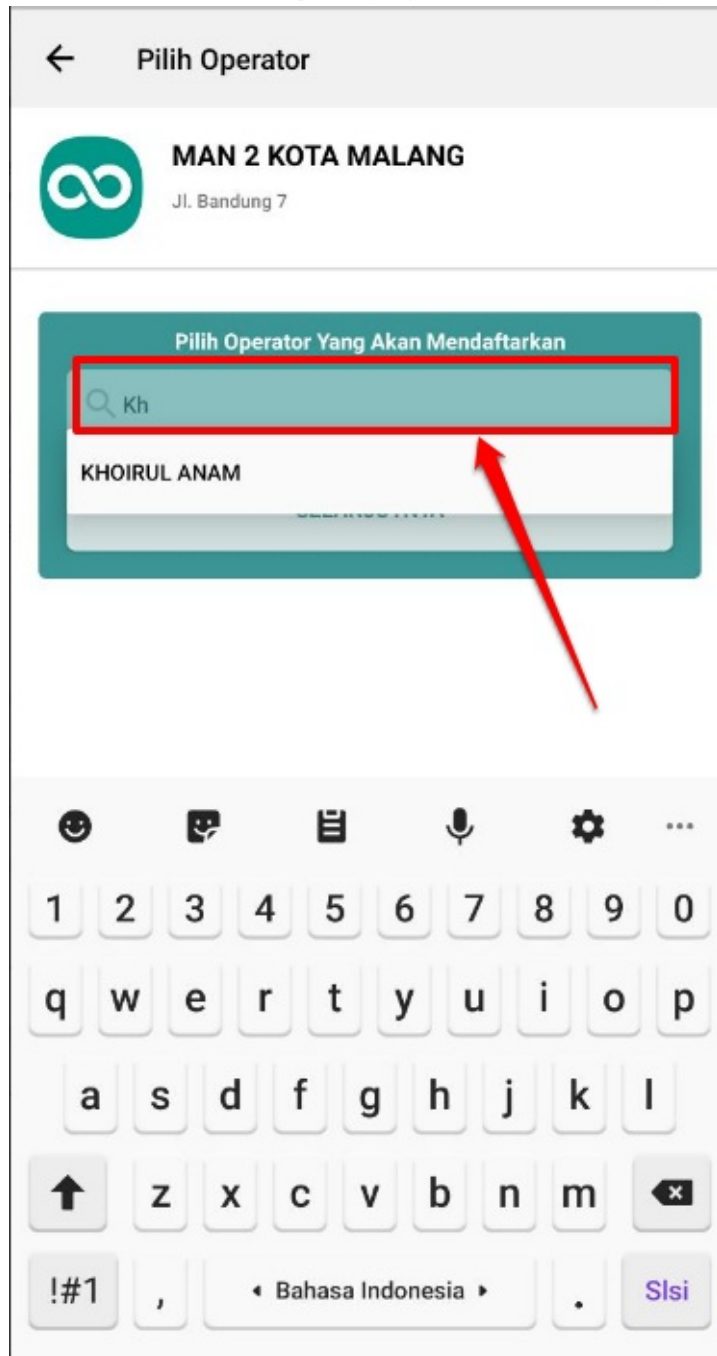 Pilih Operator
MAN 2 KOTA MALANG
Jl. Bandung 7
Pilih Operator Yang Akan Mendaftarkan
Kh
KHOIRUL ANAM
1 2 3 4 5 6 7 8 9 0
q w e r t y u i o p
a s d f g h j k l
z x c v b n m
!#1 , Bahasa Indonesia . Slsi